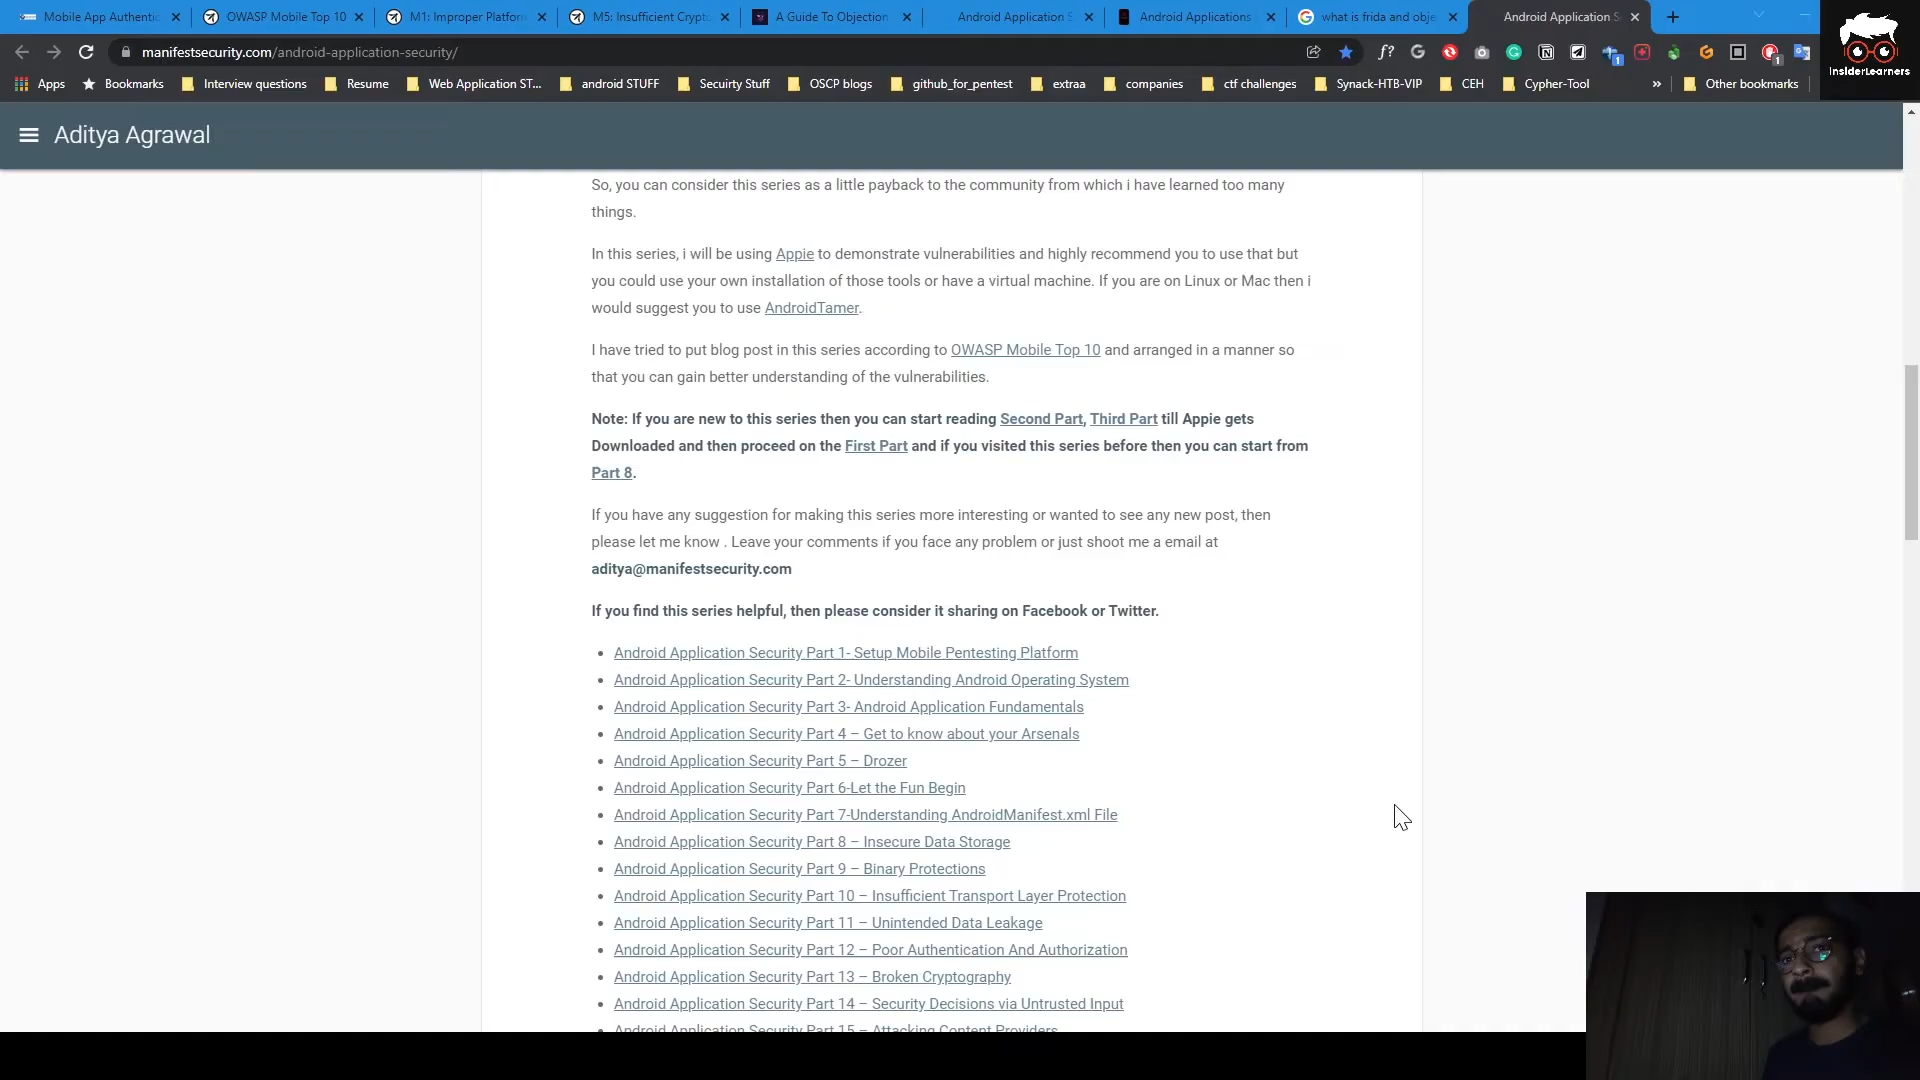 Mobile App Authentic
OWASP Mobile Top 10
M1: Improper Platform
M5: Insufficient Crypto
A Guide To Objection
Android Application S
Android Applications
what is frida and obje
Android Application S
manifestsecurity.com/android-application-security/
Apps
Bookmarks
Interview questions
Resume
Web Application ST...
android STUFF
Secuirty Stuff
OSCP blogs
github_for_pentest
extraa
companies
ctf challenges
Synack-HTB-VIP
CEH
Cypher-Tool
»
Other bookmarks
InsiderLearners
Aditya Agrawal
So, you can consider this series as a little payback to the community from which i have learned too many
things.
In this series, i will be using Appie to demonstrate vulnerabilities and highly recommend you to use that but
you could use your own installation of those tools or have a virtual machine. If you are on Linux or Mac then i
would suggest you to use AndroidTamer.
I have tried to put blog post in this series according to OWASP Mobile Top 10 and arranged in a manner so
that you can gain better understanding of the vulnerabilities.
Note: If you are new to this series then you can start reading Second Part, Third Part till Appie gets
Downloaded and then proceed on the First Part and if you visited this series before then you can start from
Part 8.
If you have any suggestion for making this series more interesting or wanted to see any new post, then
please let me know . Leave your comments if you face any problem or just shoot me a email at
aditya@manifestsecurity.com
If you find this series helpful, then please consider it sharing on Facebook or Twitter.
Android Application Security Part 1- Setup Mobile Pentesting Platform
Android Application Security Part 2- Understanding Android Operating System
Android Application Security Part 3- Android Application Fundamentals
Android Application Security Part 4 – Get to know about your Arsenals
Android Application Security Part 5 – Drozer
Android Application Security Part 6-Let the Fun Begin
Android Application Security Part 7-Understanding AndroidManifest.xml File
Android Application Security Part 8 – Insecure Data Storage
Android Application Security Part 9 – Binary Protections
Android Application Security Part 10 – Insufficient Transport Layer Protection
Android Application Security Part 11 – Unintended Data Leakage
Android Application Security Part 12 – Poor Authentication And Authorization
Android Application Security Part 13 – Broken Cryptography
Android Application Security Part 14 – Security Decisions via Untrusted Input
Android Application Security Part 15 – Attacking Content Providers